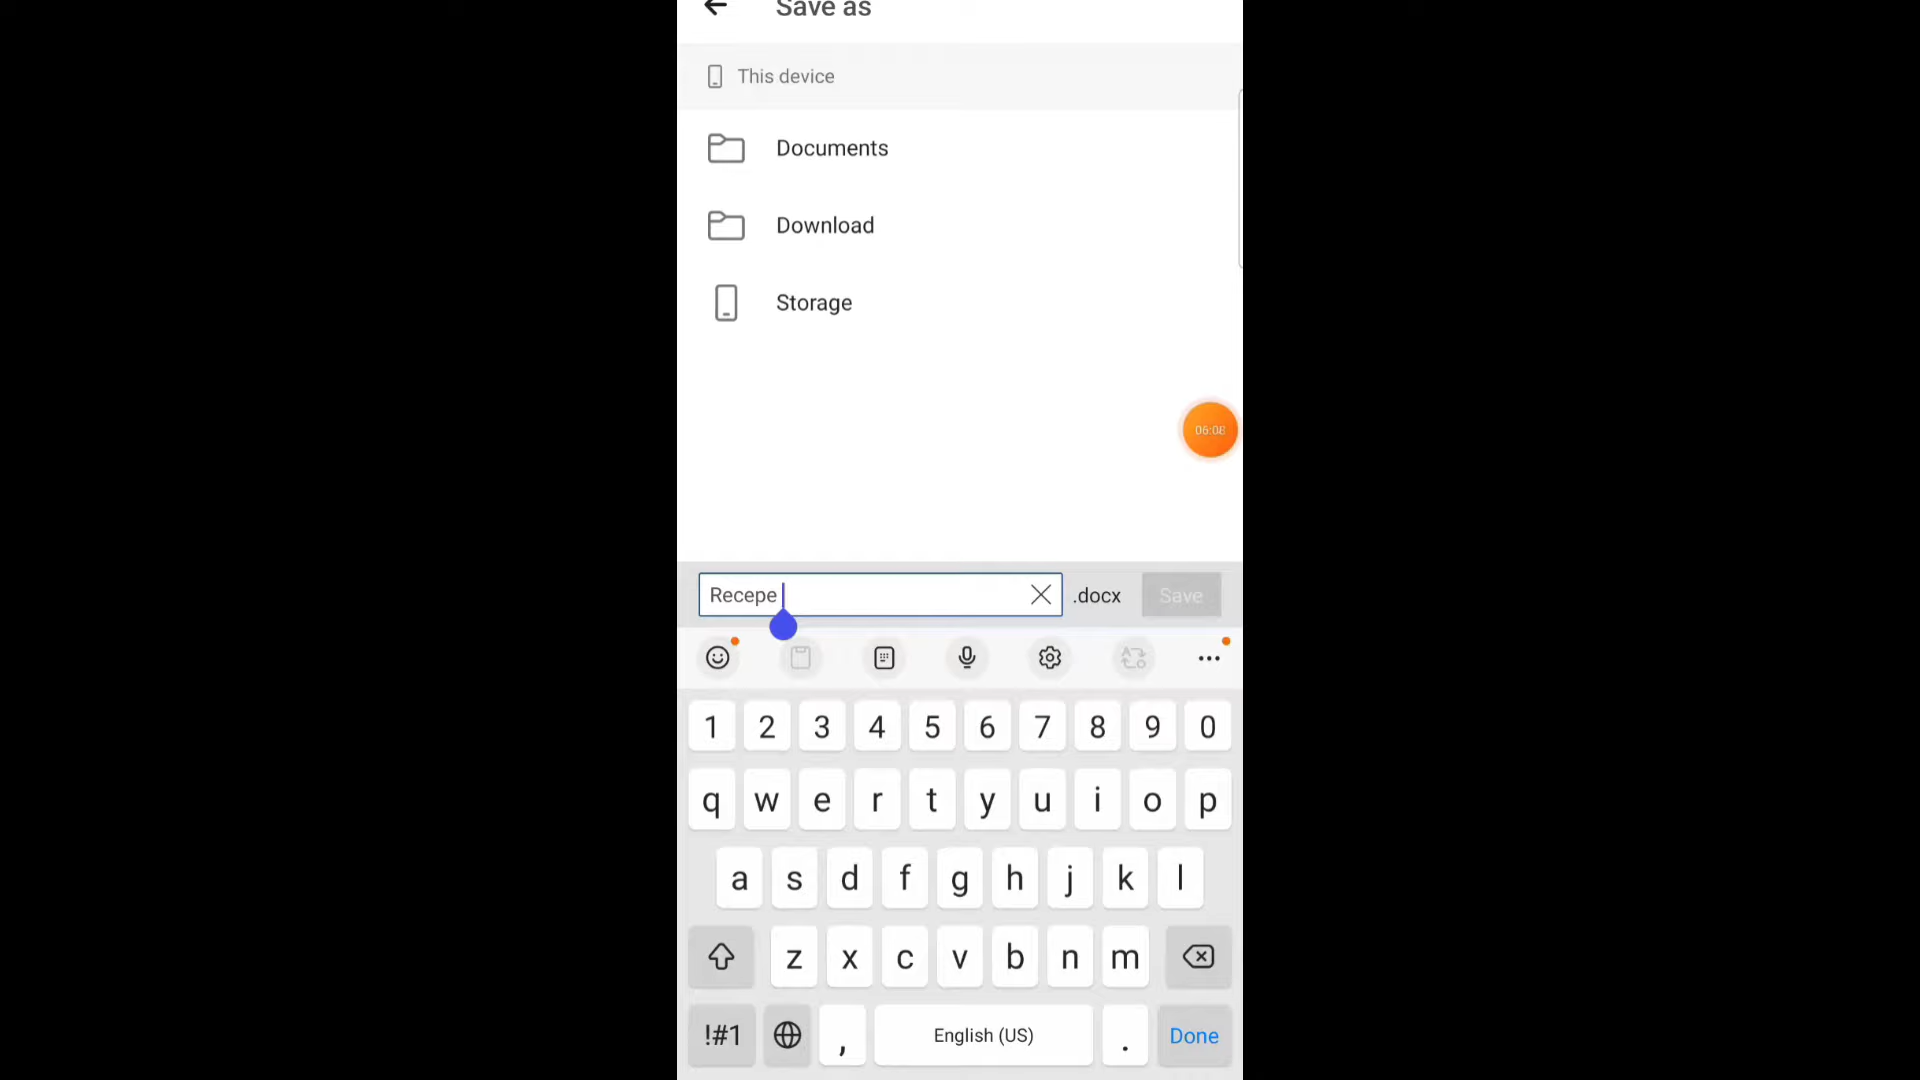 Save as
This device
Documents
Download
Storage
06:08
Recepe .docx Save
1 2 3 4 5 6 7 8 9 0
q w e r t y u i o p
a s d f g h j k l
z x c v b n m
!#1 , English (US) . Done